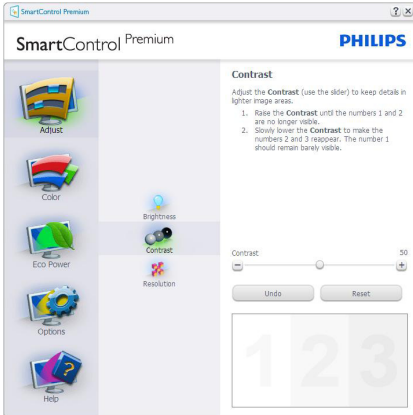 SmartControl Premium
? X
SmartControl Premium
PHILIPS
Adjust
Color
Eco Power
Options
Help
Brightness
Contrast
Resolution
Contrast
Adjust the Contrast (use the slider) to keep details in
lighter image areas.
1. Raise the Contrast until the numbers 1 and 2
are no longer visible.
2. Slowly lower the Contrast to make the
numbers 2 and 3 reappear. The number 1
should remain barely visible.
Contrast 50
Undo Reset
1 2 3